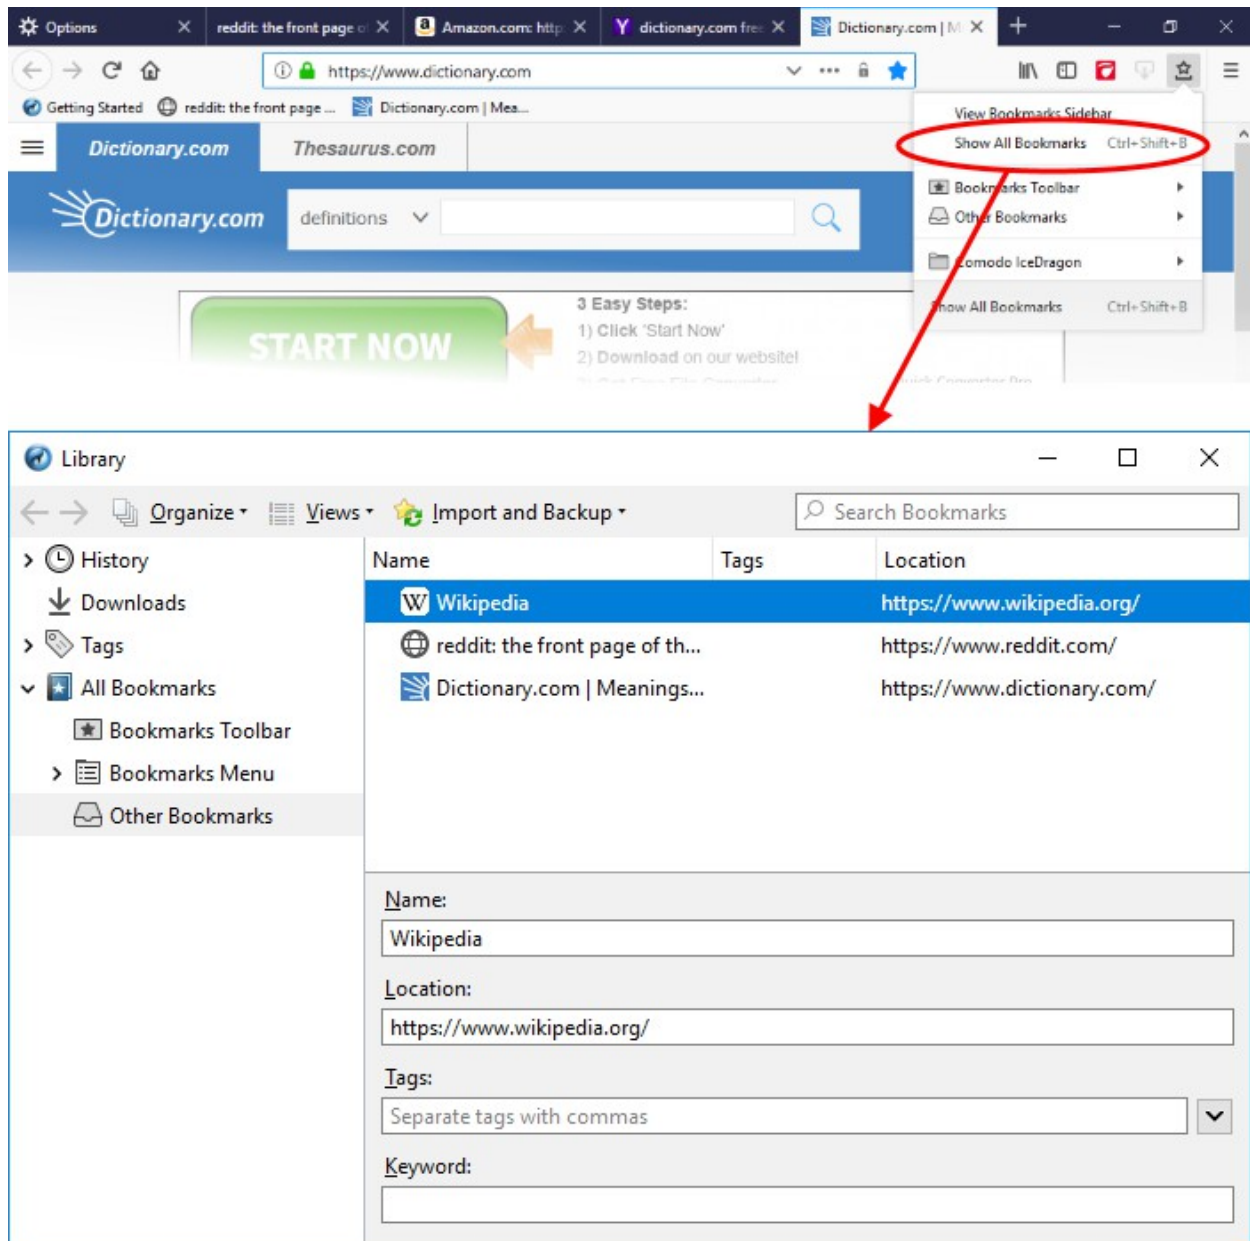 Options
reddit: the front page of
Amazon.com: http
dictionary.com free
Dictionary.com | M
https://www.dictionary.com
Getting Started reddit: the front page ... Dictionary.com | Mea...
View Bookmarks Sidebar
Show All Bookmarks Ctrl+Shift+B
Bookmarks Toolbar
Other Bookmarks
Comodo IceDragon
Show All Bookmarks Ctrl+Shift+B
Dictionary.com Thesaurus.com
Dictionary.com
definitions
START NOW
3 Easy Steps:
1) Click 'Start Now'
2) Download on our website!
Library
Organize Views Import and Backup Search Bookmarks
History
Downloads
Tags
All Bookmarks
Bookmarks Toolbar
Bookmarks Menu
Other Bookmarks
Name Tags Location
Wikipedia https://www.wikipedia.org/
reddit: the front page of th... https://www.reddit.com/
Dictionary.com | Meanings... https://www.dictionary.com/
Name:
Wikipedia
Location:
https://www.wikipedia.org/
Tags:
Separate tags with commas
Keyword: